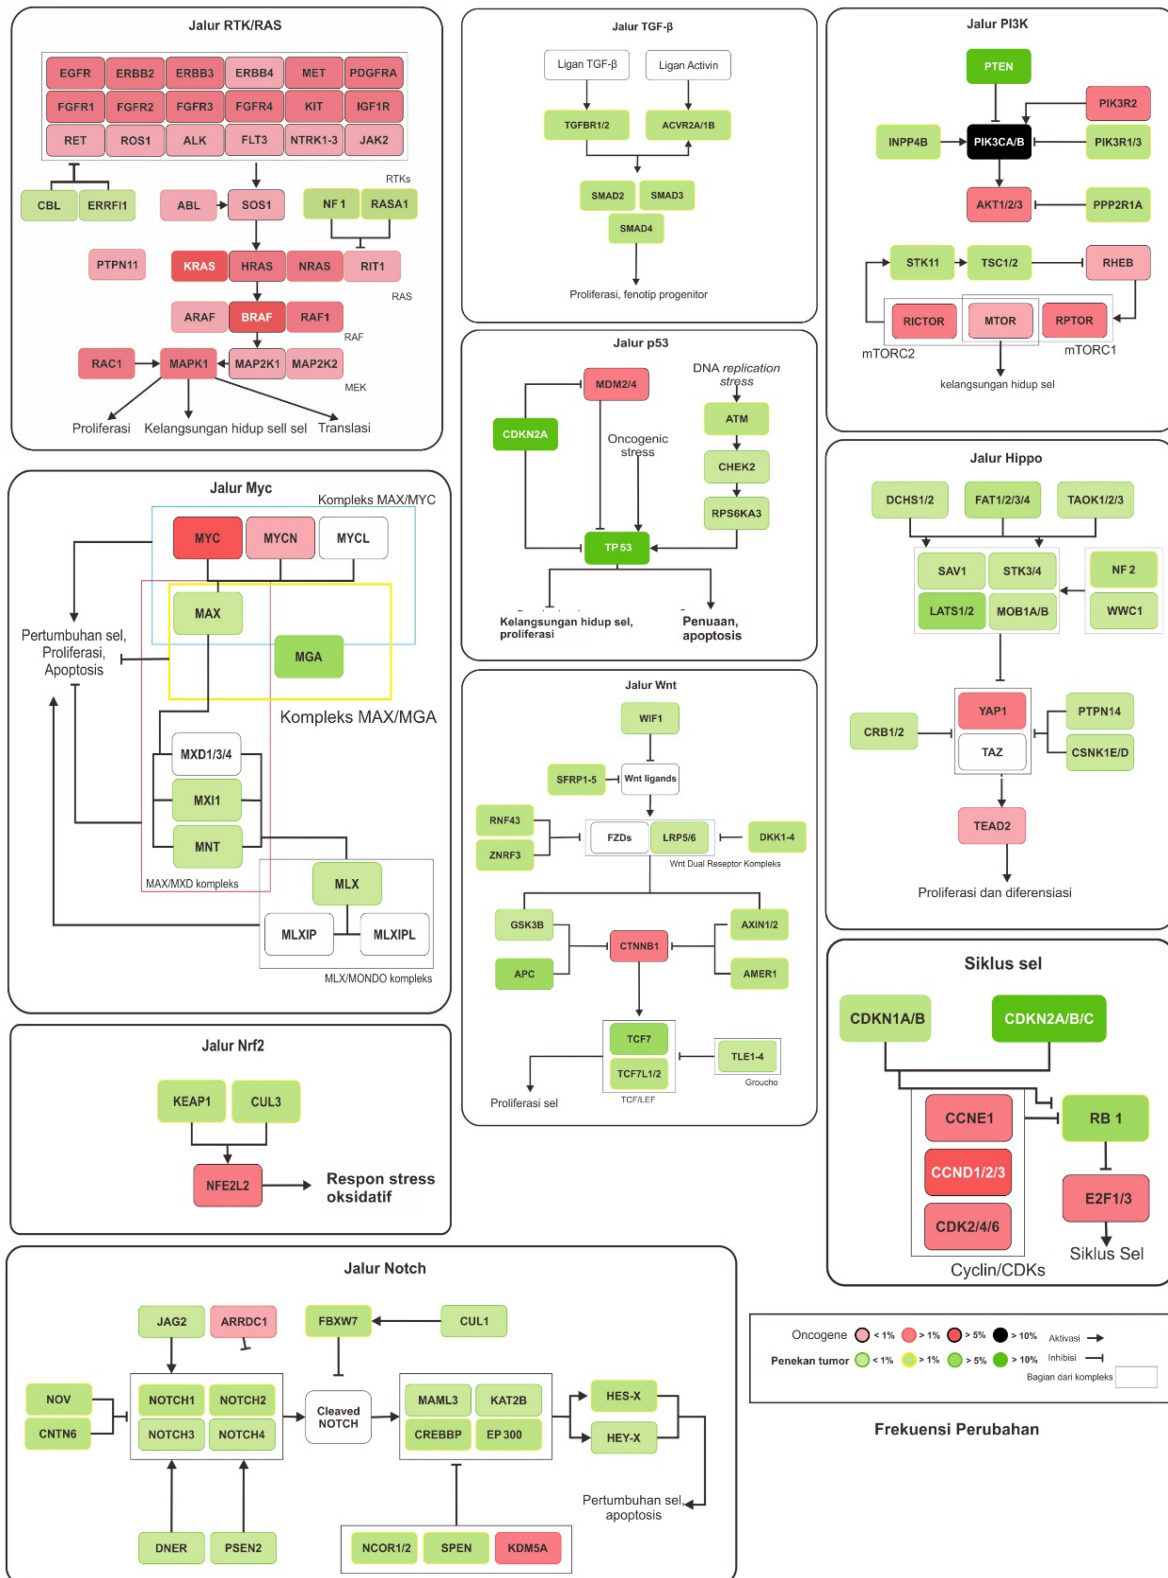 Jalur RTK/RAS
EGFR ERBB2 ERBB3 ERBB4 MET PDGFRA
FGFR1 FGFR2 FGFR3 FGFR4 KIT IGF1R
RET ROS1 ALK FLT3 NTRK1-3 JAK2
RTKs
CBL ERRFI1 ABL SOS1 NF 1 RASA1
PTPN11 KRAS HRAS NRAS RIT1
RAS
ARAF BRAF RAF1
RAF
RAC1 MAPK1 MAP2K1 MAP2K2
MEK
Proliferasi Kelangsungan hidup sell sel Translasi
Jalur TGF-β
Ligan TGF-β Ligan Activin
TGFBR1/2 ACVR2A/1B
SMAD2 SMAD3
SMAD4
Proliferasi, fenotip progenitor
Jalur PI3K
PTEN
PIK3R2
INPP4B PIK3CA/B PIK3R1/3
AKT1/2/3 PPP2R1A
STK11 TSC1/2 RHEB
RICTOR MTOR RPTOR
mTORC2 mTORC1
kelangsungan hidup sel
Jalur p53
DNA replication
stress
MDM2/4
CDKN2A ATM
Oncogenic
stress
CHEK2
RPS6KA3
TP 53
Kelangsungan hidup sel,
proliferasi
Penuaan,
apoptosis
Jalur Myc
Kompleks MAX/MYC
MYC MYCN MYCL
MAX
Pertumbuhan sel,
Proliferasi,
Apoptosis
MGA
Kompleks MAX/MGA
MXD1/3/4
MXI1
MNT
MAX/MXD kompleks
MLX
MLXIP MLXIPL
MLX/MONDO kompleks
Jalur Hippo
DCHS1/2 FAT1/2/3/4 TAOK1/2/3
SAV1 STK3/4 NF 2
LATS1/2 MOB1A/B WWC1
YAP1 PTPN14
CRB1/2
TAZ CSNK1E/D
TEAD2
Proliferasi dan diferensiasi
Jalur Wnt
WIF1
SFRP1-5 Wnt ligands
RNF43
FZDs LRP5/6 DKK1-4
ZNRF3
Wnt Dual Reseptor Kompleks
GSK3B AXIN1/2
CTNNB1
APC AMER1
TCF7
TLE1-4
TCF7L1/2
Groucho
TCF/LEF
Proliferasi sel
Jalur Nrf2
KEAP1 CUL3
NFE2L2
Respon stress
oksidatif
Siklus sel
CDKN1A/B CDKN2A/B/C
CCNE1 RB 1
CCND1/2/3
E2F1/3
CDK2/4/6
Siklus Sel
Cyclin/CDKs
Jalur Notch
JAG2 ARRDC1 FBXW7 CUL1
NOV NOTCH1 NOTCH2
CNTN6 NOTCH3 NOTCH4
Cleaved
NOTCH
MAML3 KAT2B HES-X
CREBBP EP 300 HEY-X
Pertumbuhan sel,
apoptosis
DNER PSEN2 NCOR1/2 SPEN KDM5A
Oncogene < 1% > 1% > 5% > 10% Aktivasi
Penekan tumor < 1% > 1% > 5% > 10% Inhibisi
Bagian dari kompleks
Frekuensi Perubahan